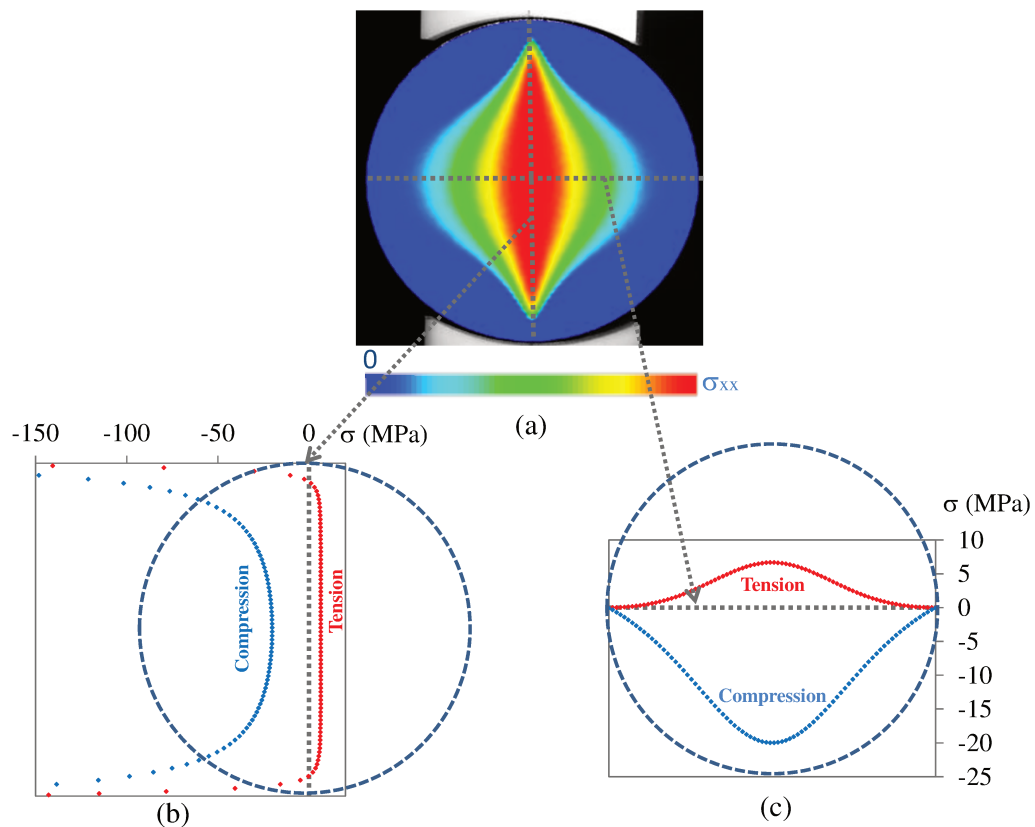 0
σxx
(a)
-150 -100 -50 0 σ (MPa)
Compression
Tension
(b)
σ (MPa)
10
5
0
-5
-10
-15
-20
-25
Tension
Compression
(c)